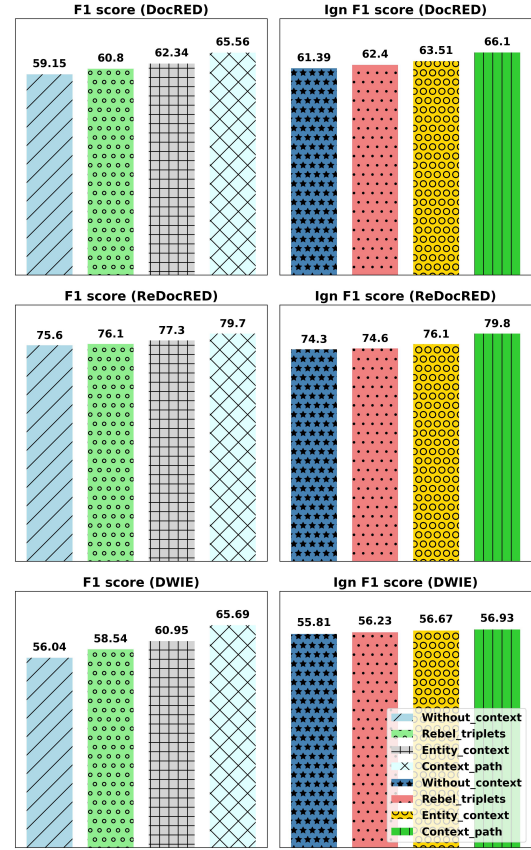 F1 score (DocRED)
59.15
60.8
62.34
65.56
Ign F1 score (DocRED)
61.39
62.4
63.51
66.1
F1 score (ReDocRED)
75.6
76.1
77.3
79.7
Ign F1 score (ReDocRED)
74.3
74.6
76.1
79.8
F1 score (DWIE)
56.04
58.54
60.95
65.69
Ign F1 score (DWIE)
55.81
56.23
56.67
56.93
Without_context
Rebel_triplets
Entity_context
Context_path
Without_context
Rebel_triplets
Entity_context
Context_path